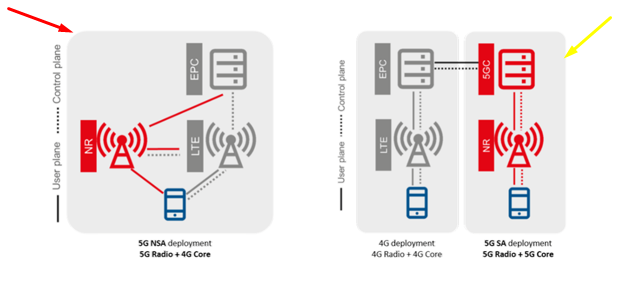 Control plane
User plane
EPC
NR
LTE
5G NSA deployment
5G Radio + 4G Core
Control plane
User plane
EPC
LTE
4G deployment
4G Radio + 4G Core
5GC
NR
5G SA deployment
5G Radio + 5G Core